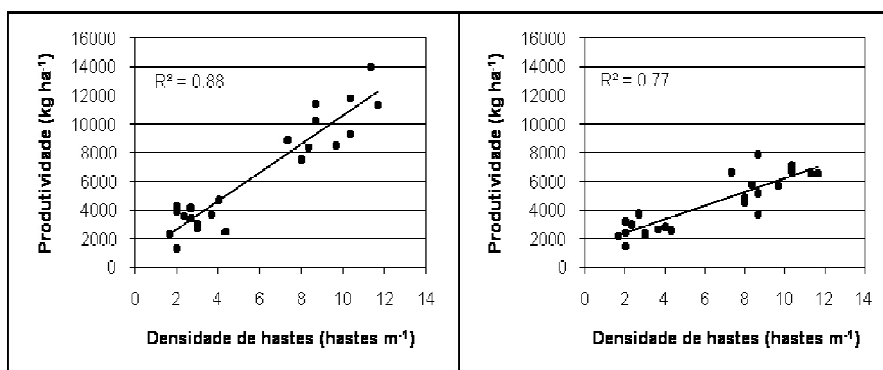 16000
14000
12000
10000
8000
6000
4000
2000
0
Produtividade (kg ha⁻¹)
R² = 0.88
0 2 4 6 8 10 12 14
Densidade de hastes (hastes m⁻¹)
16000
14000
12000
10000
8000
6000
4000
2000
0
Produtividade (kg ha⁻¹)
R² = 0.77
0 2 4 6 8 10 12 14
Densidade de hastes (hastes m⁻¹)